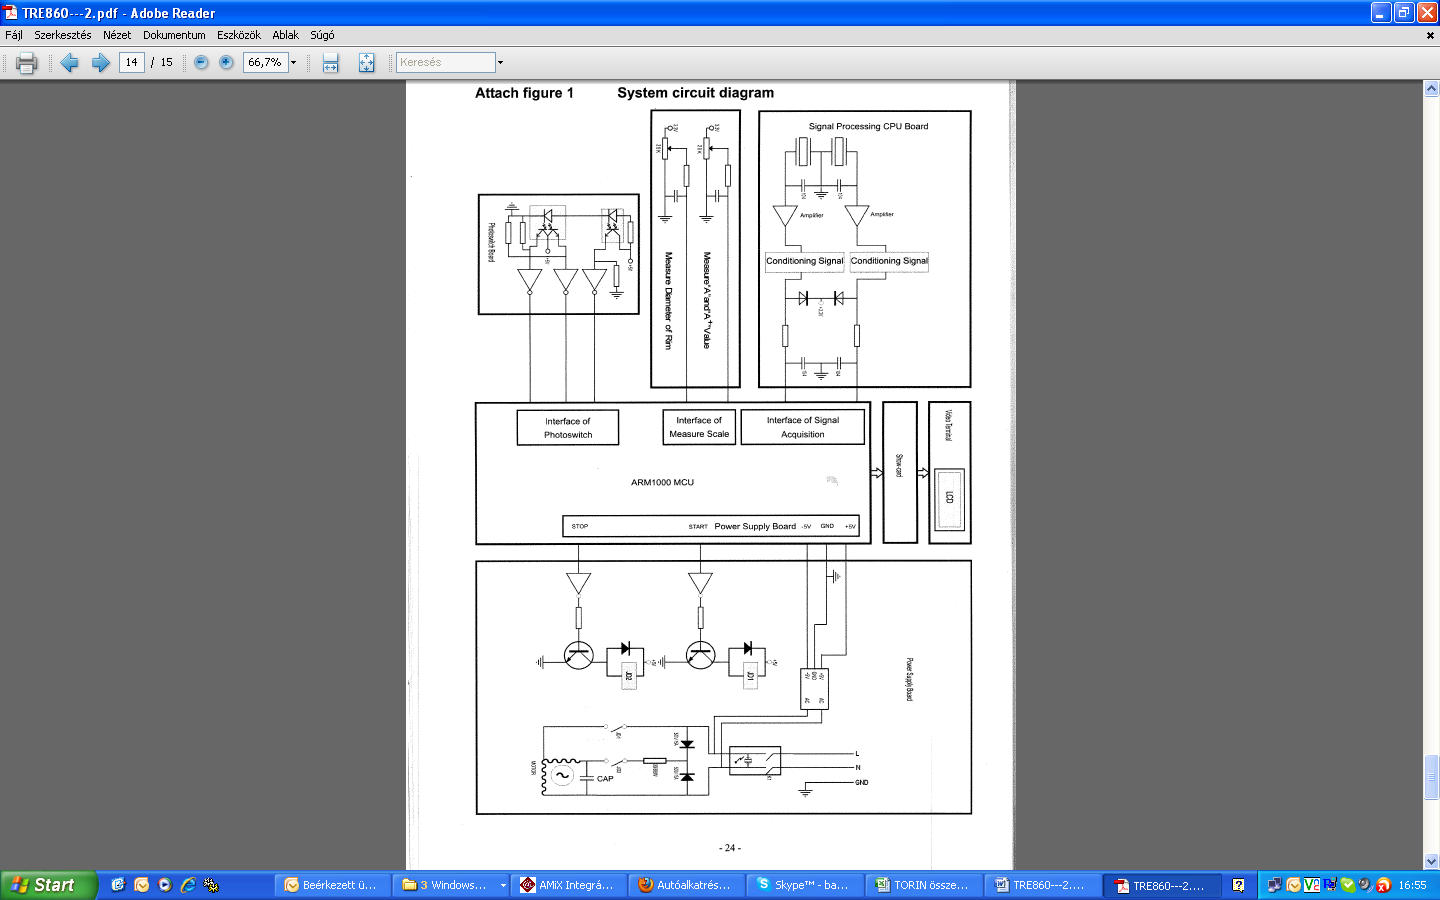 TRE860---2.pdf - Adobe Reader
Fájl Szerkesztés Nézet Dokumentum Eszközök Ablak Súgó
14 / 15 66,7% Keresés
Attach figure 1 System circuit diagram
Signal Processing CPU Board
Amplifier Amplifier
Conditioning Signal Conditioning Signal
Photoswitch Board
Measure Diameter of Rim
Measure"A"and"A+"Value
Interface of Photoswitch
Interface of Measure Scale
Interface of Signal Acquisition
ARM1000 MCU
Show-card
Video Terminal
LCD
STOP START Power Supply Board -5V GND +5V
JD2
JD1
Power Supply Board
MOTOR
CAP
L
N
GND
- 24 -
Start
Beérkezett ü...
3 Windows...
AMiX Integrá...
Autóalkatrés...
Skype™ - ba...
TORIN össze...
TRE860---2....
TRE860---2....
16:55